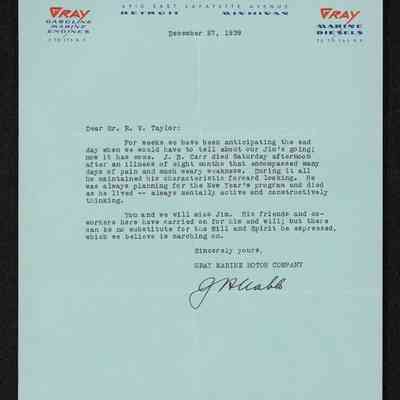 GRAY
GASOLINE
MARINE
ENGINES
EAST LAFAYETTE AVENUE
DETROIT MICHIGAN
GRAY
MARINE
DIESELS
December 27, 1939
Dear Mr. R. V. Taylor:
For weeks we have been anticipating the sad
day when we would have to tell about our Jim's going;
now it has come. J. B. Carr died Saturday afternoon
after an illness of eight months that encompassed many
days of pain and much weary weakness. During it all
he maintained his characteristic forward looking. He
was always planning for the New Year's program and died
as he lived -- always mentally active and constructively
thinking.
You and we will miss Jim. His friends and co-
workers here have carried on for him and will; but there
can be no substitute for the Will and Spirit he expressed,
which we believe is marching on.
Sincerely yours,
GRAY MARINE MOTOR COMPANY